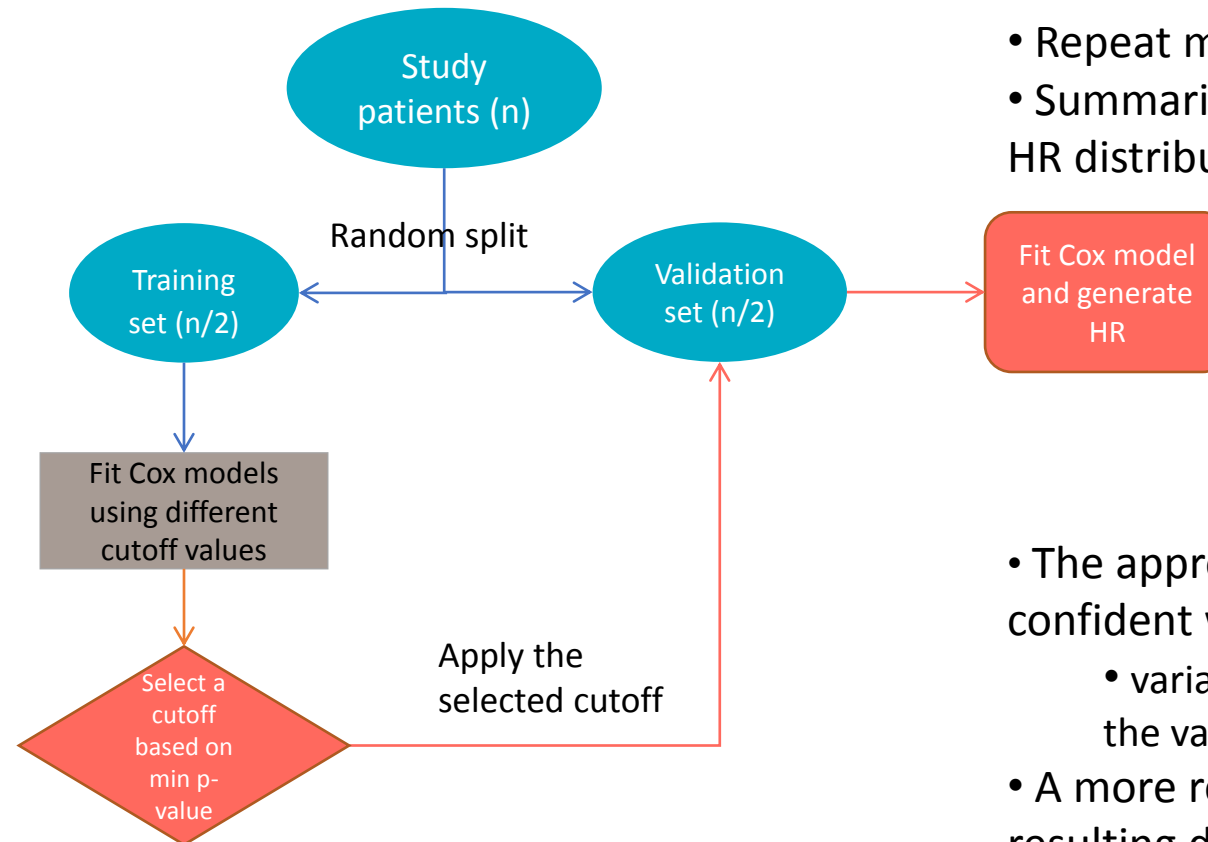 Study
patients (n)
Random split
Training
set (n/2)
Validation
set (n/2)
Fit Cox models
using different
cutoff values
Select a
cutoff
based on
min p-
value
Apply the
selected cutoff
Fit Cox model
and generate
HR
• Repeat
• Summari
HR distribu
• The appr
confident
• varia
the va
• A more
resulting